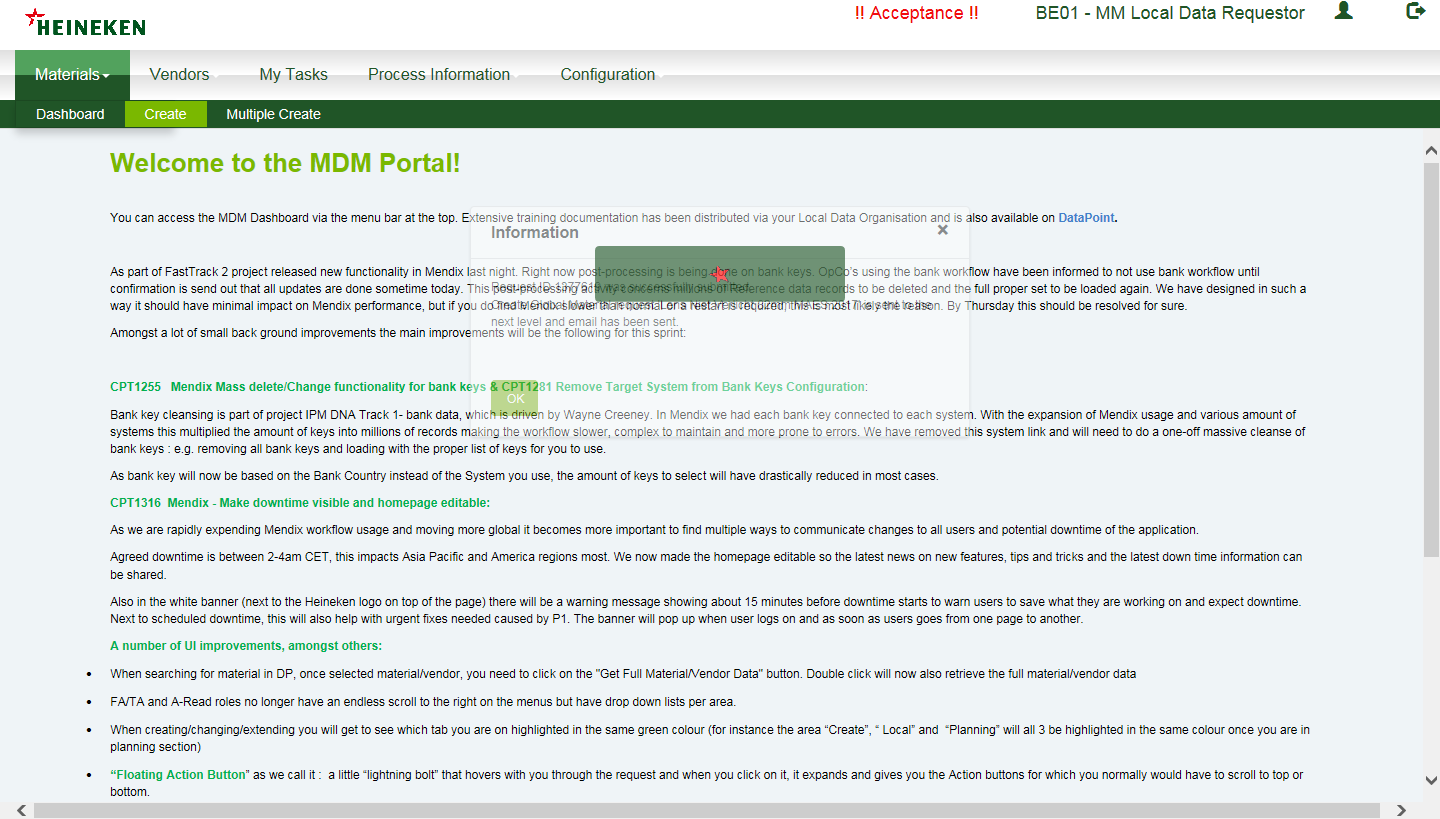 HEINEKEN
!! Acceptance !!
BE01 - MM Local Data Requestor
Materials
Vendors
My Tasks
Process Information
Configuration
Dashboard
Create
Multiple Create
Welcome to the MDM Portal!
You can access the MDM Dashboard via the menu bar at the top. Extensive training documentation has been distributed via your Local Data Organisation and is also available on DataPoint.
Information
As part of FastTrack 2 project released new functionality in Mendix last night. Right now post-processing is being done on bank keys. OpCo's using the bank workflow have been informed to not use bank workflow until
confirmation is send out that all updates are done sometime today. This post-processing activity concerns millions of Reference data records to be deleted and the full proper set to be loaded again. We have designed in such a
way it should have minimal impact on Mendix performance, but if you do find Mendix slower than normal or a restart is required, this is most likely the reason. By Thursday this should be resolved for sure.
Request ID was successfully submitted.
next level and email has been sent.
Amongst a lot of small back ground improvements the main improvements will be the following for this sprint:
CPT1255 Mendix Mass delete/Change functionality for bank keys & CPT1281 Remove Target System from Bank Keys Configuration:
OK
Bank key cleansing is part of project IPM DNA Track 1- bank data, which is driven by Wayne Creeney. In Mendix we had each bank key connected to each system. With the expansion of Mendix usage and various amount of
systems this multiplied the amount of keys into millions of records making the workflow slower, complex to maintain and more prone to errors. We have removed this system link and will need to do a one-off massive cleanse of
bank keys : e.g. removing all bank keys and loading with the proper list of keys for you to use.
As bank key will now be based on the Bank Country instead of the System you use, the amount of keys to select will have drastically reduced in most cases.
CPT1316 Mendix - Make downtime visible and homepage editable:
As we are rapidly expending Mendix workflow usage and moving more global it becomes more important to find multiple ways to communicate changes to all users and potential downtime of the application.
Agreed downtime is between 2-4am CET, this impacts Asia Pacific and America regions most. We now made the homepage editable so the latest news on new features, tips and tricks and the latest down time information can
be shared.
Also in the white banner (next to the Heineken logo on top of the page) there will be a warning message showing about 15 minutes before downtime starts to warn users to save what they are working on and expect downtime.
Next to scheduled downtime, this will also help with urgent fixes needed caused by P1. The banner will pop up when user logs on and as soon as users goes from one page to another.
A number of UI improvements, amongst others:
• When searching for material in DP, once selected material/vendor, you need to click on the "Get Full Material/Vendor Data" button. Double click will now also retrieve the full material/vendor data
• FA/TA and A-Read roles no longer have an endless scroll to the right on the menus but have drop down lists per area.
• When creating/changing/extending you will get to see which tab you are on highlighted in the same green colour (for instance the area “Create”, “ Local” and “Planning” will all 3 be highlighted in the same colour once you are in
planning section)
• “Floating Action Button” as we call it : a little “lightning bolt” that hovers with you through the request and when you click on it, it expands and gives you the Action buttons for which you normally would have to scroll to top or
bottom.